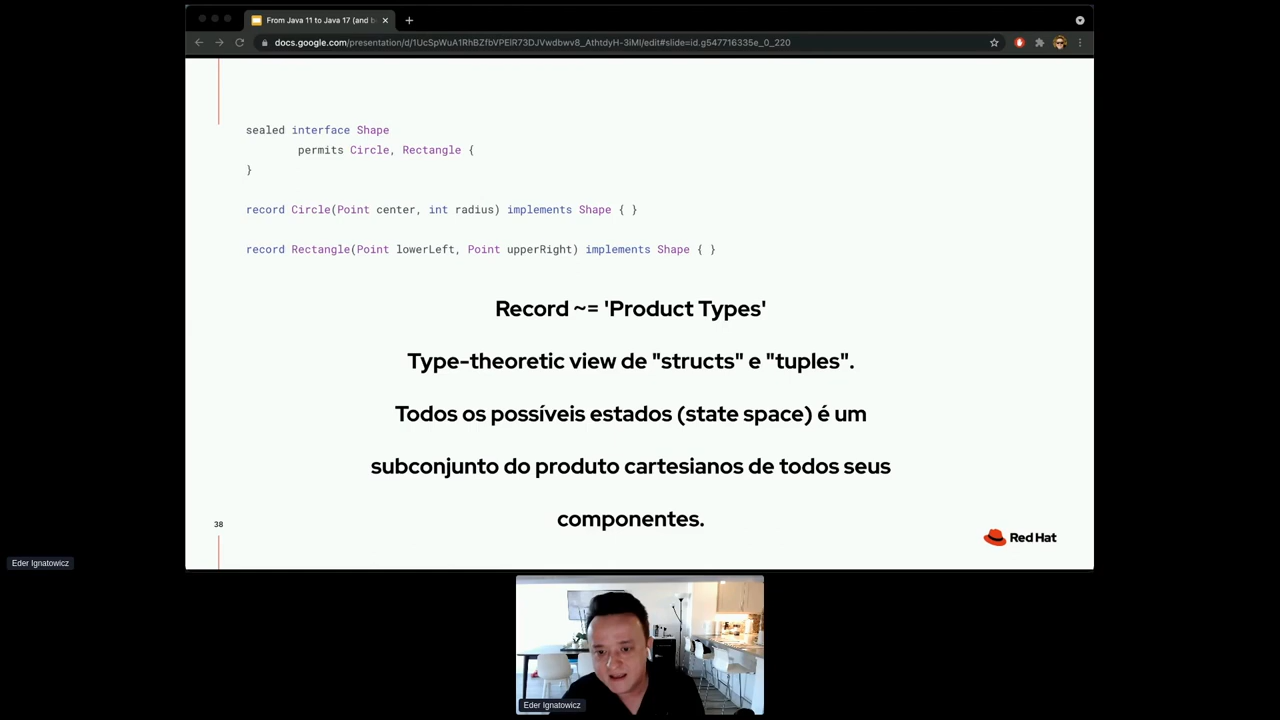 From Java 11 to Java 17 (and b
docs.google.com/presentation/d/1UcSpWuA1RhBZfbVPElR73DJVwdbwv8_AthtdyH-3iMI/edit#slide=id.g547716335e_0_220
sealed interface Shape
permits Circle, Rectangle {
}
record Circle(Point center, int radius) implements Shape { }
record Rectangle(Point lowerLeft, Point upperRight) implements Shape { }
Record ~= 'Product Types'
Type-theoretic view de "structs" e "tuples".
Todos os possíveis estados (state space) é um
subconjunto do produto cartesianos de todos seus
componentes.
38
Red Hat
Eder Ignatowicz
Eder Ignatowicz